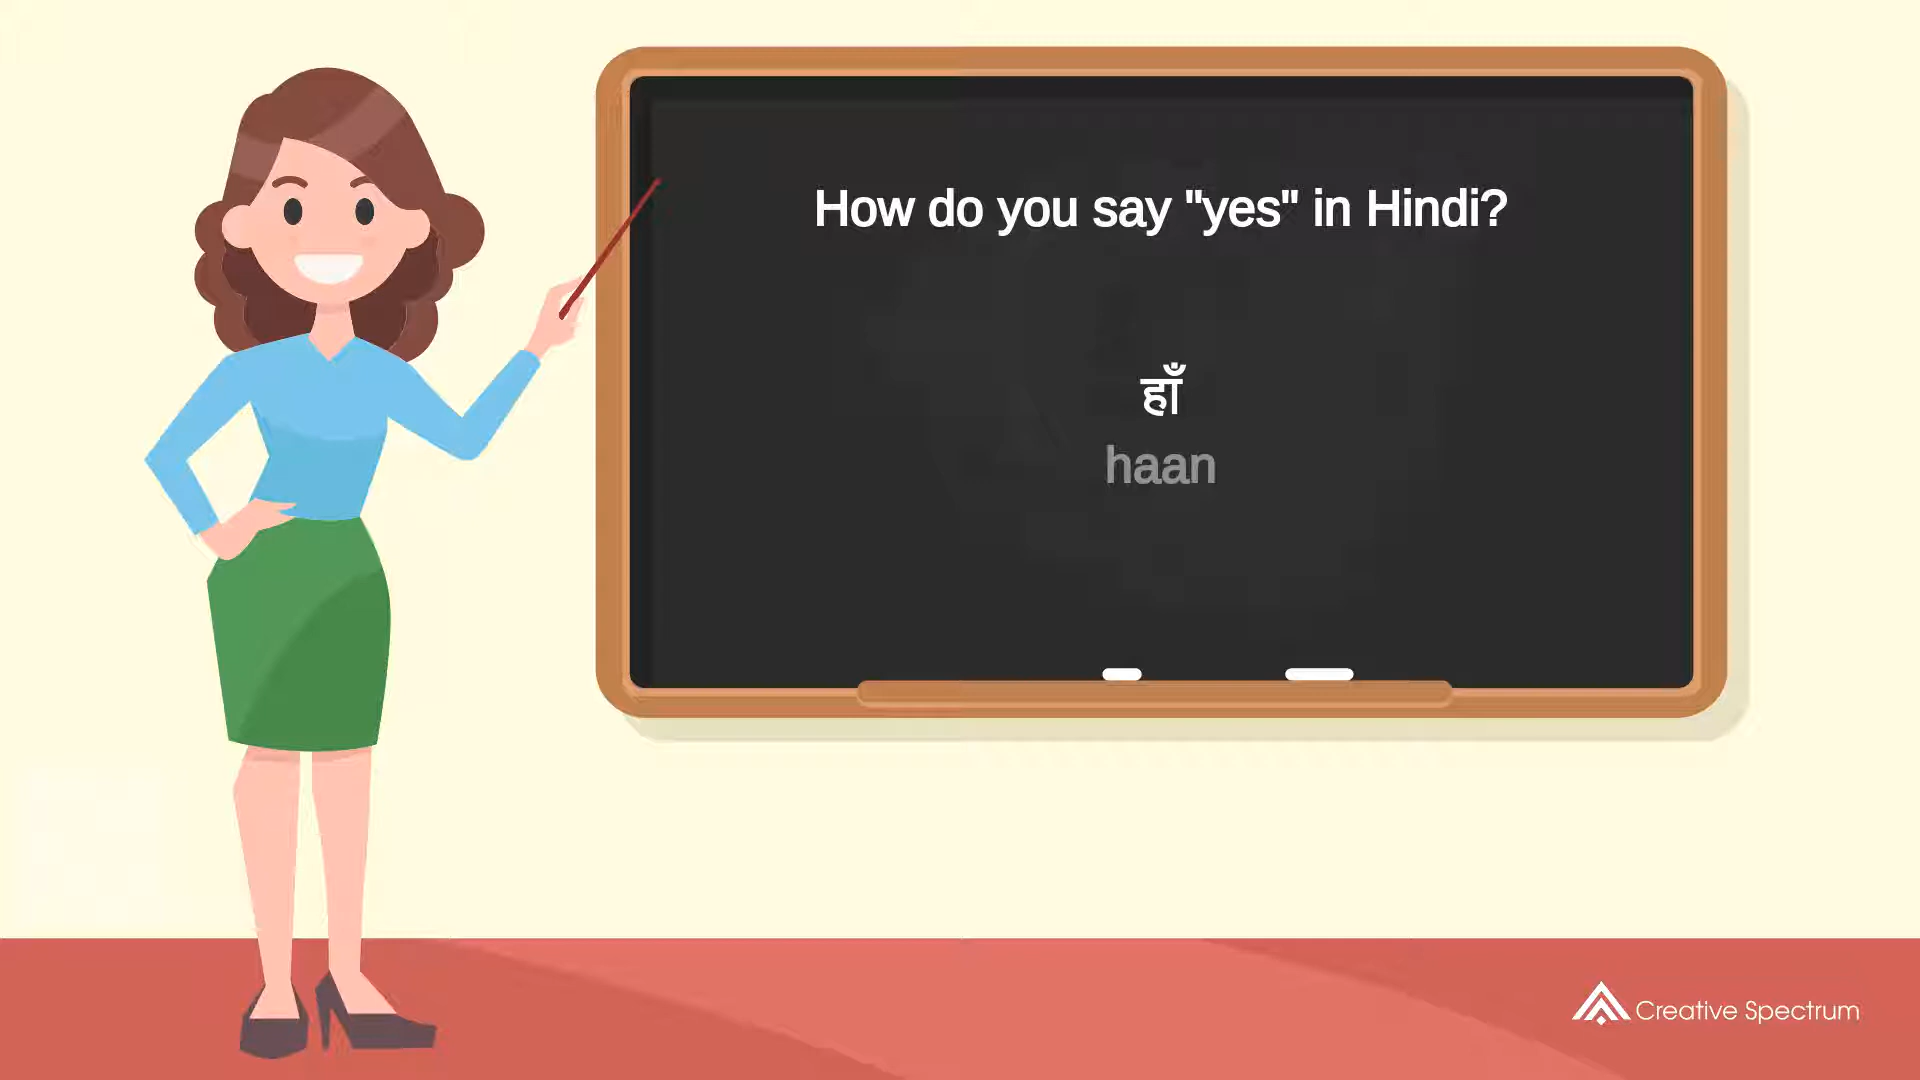 How do you say "yes" in Hindi?
हाँ
haan
Creative Spectrum